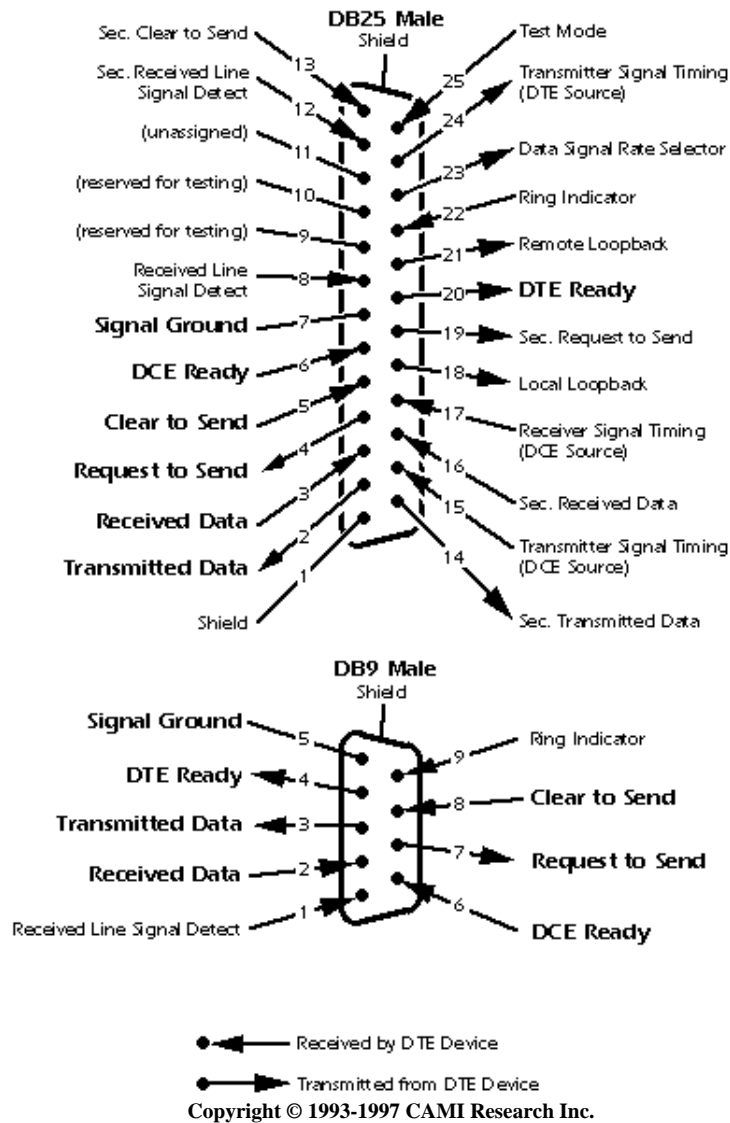 DB25 Male
Shield
Sec. Clear to Send
13
Sec. Received Line
Signal Detect
12
(unassigned)
11
(reserved for testing)
10
(reserved for testing)
9
Received Line
Signal Detect
8
Signal Ground
7
DCE Ready
6
Clear to Send
5
Request to Send
4
Received Data
3
Transmitted Data
2
Shield
1
Test Mode
25
Transmitter Signal Timing
(DTE Source)
24
Data Signal Rate Selector
23
Ring Indicator
22
Remote Loopback
21
DTE Ready
20
Sec. Request to Send
19
Local Loopback
18
Receiver Signal Timing
(DCE Source)
17
Sec. Received Data
16
Transmitter Signal Timing
(DCE Source)
15
Sec. Transmitted Data
14
DB9 Male
Shield
Signal Ground
5
DTE Ready
4
Transmitted Data
3
Received Data
2
Received Line Signal Detect
1
Ring Indicator
9
Clear to Send
8
Request to Send
7
DCE Ready
6
Received by DTE Device
Transmitted from DTE Device
Copyright © 1993-1997 CAMI Research Inc.